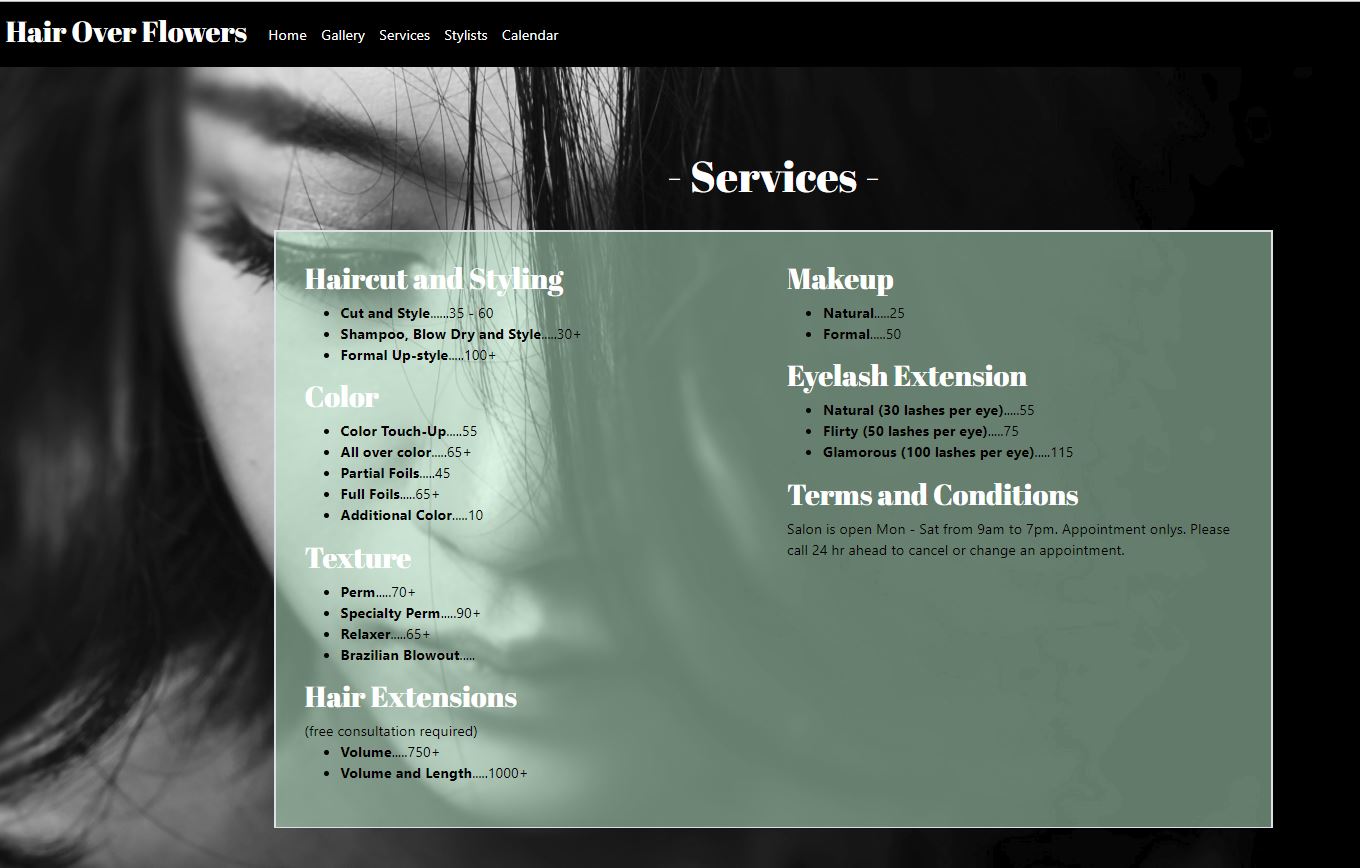 Hair Over Flowers
Home Gallery Services Stylists Calendar
- Services -
Haircut and Styling
• Cut and Style......35 - 60
• Shampoo, Blow Dry and Style.....30+
• Formal Up-style.....100+
Color
• Color Touch-Up.....55
• All over color.....65+
• Partial Foils.....45
• Full Foils.....65+
• Additional Color.....10
Texture
• Perm.....70+
• Specialty Perm.....90+
• Relaxer.....65+
• Brazilian Blowout.....
Hair Extensions
(free consultation required)
• Volume.....750+
• Volume and Length.....1000+
Makeup
• Natural.....25
• Formal.....50
Eyelash Extension
• Natural (30 lashes per eye).....55
• Flirty (50 lashes per eye).....75
• Glamorous (100 lashes per eye).....115
Terms and Conditions
Salon is open Mon - Sat from 9am to 7pm. Appointment onlys. Please
call 24 hr ahead to cancel or change an appointment.